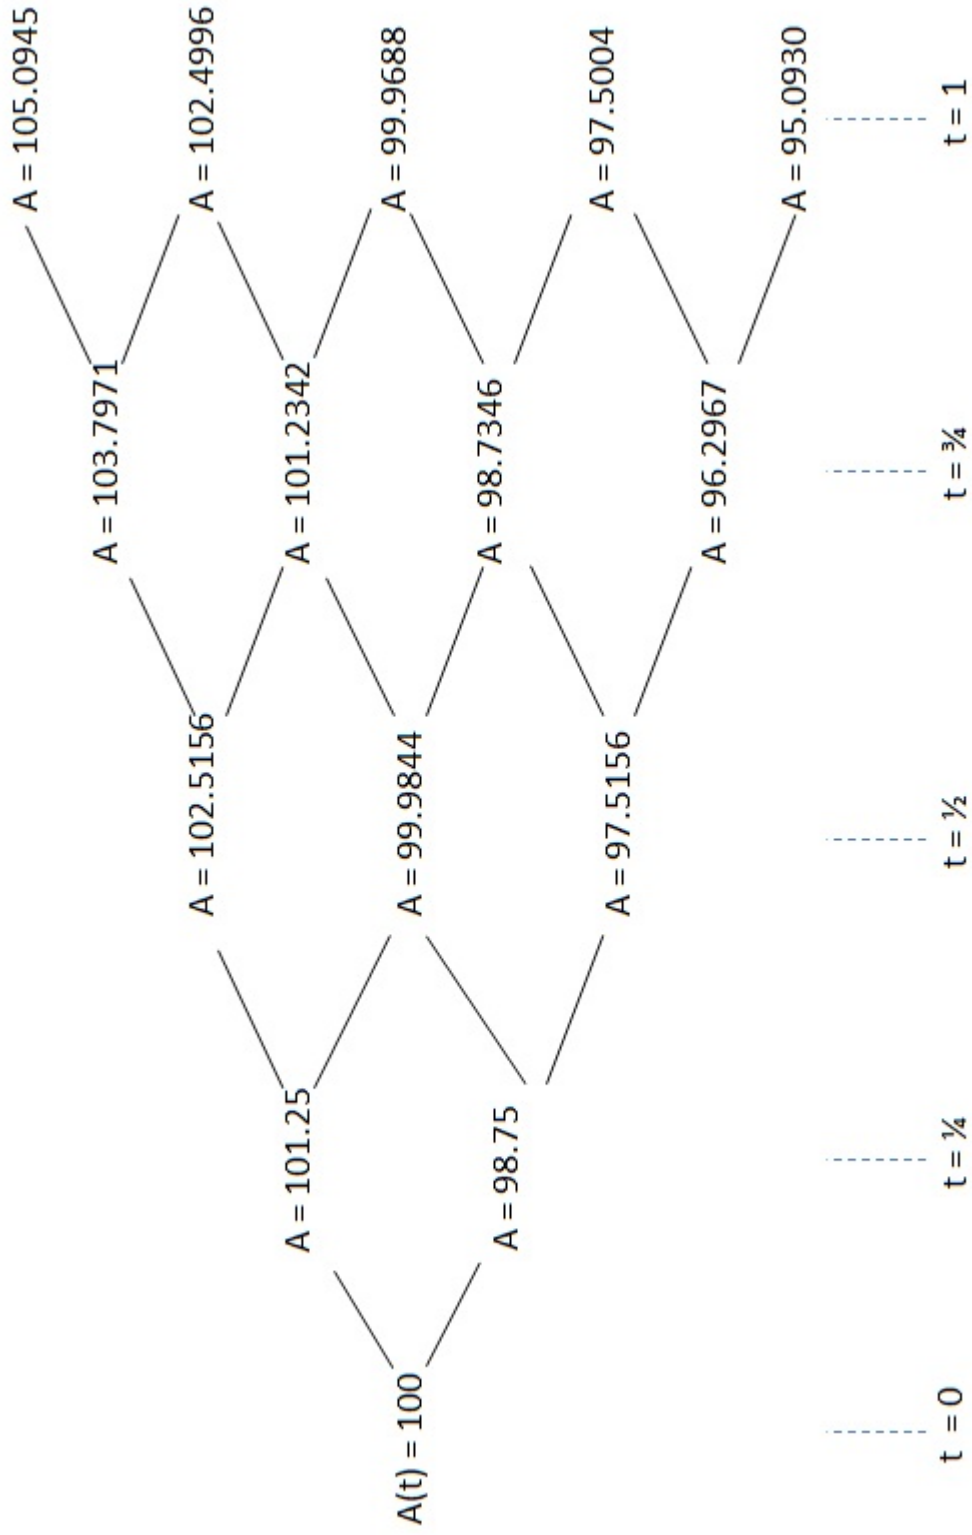 A(t) = 100
A = 101.25
A = 98.75
A = 102.5156
A = 99.9844
A = 97.5156
A = 103.7971
A = 101.2342
A = 98.7346
A = 96.2967
A = 105.0945
A = 102.4996
A = 99.9688
A = 97.5004
A = 95.0930
t = 0
t = ¼
t = ½
t = ¾
t = 1